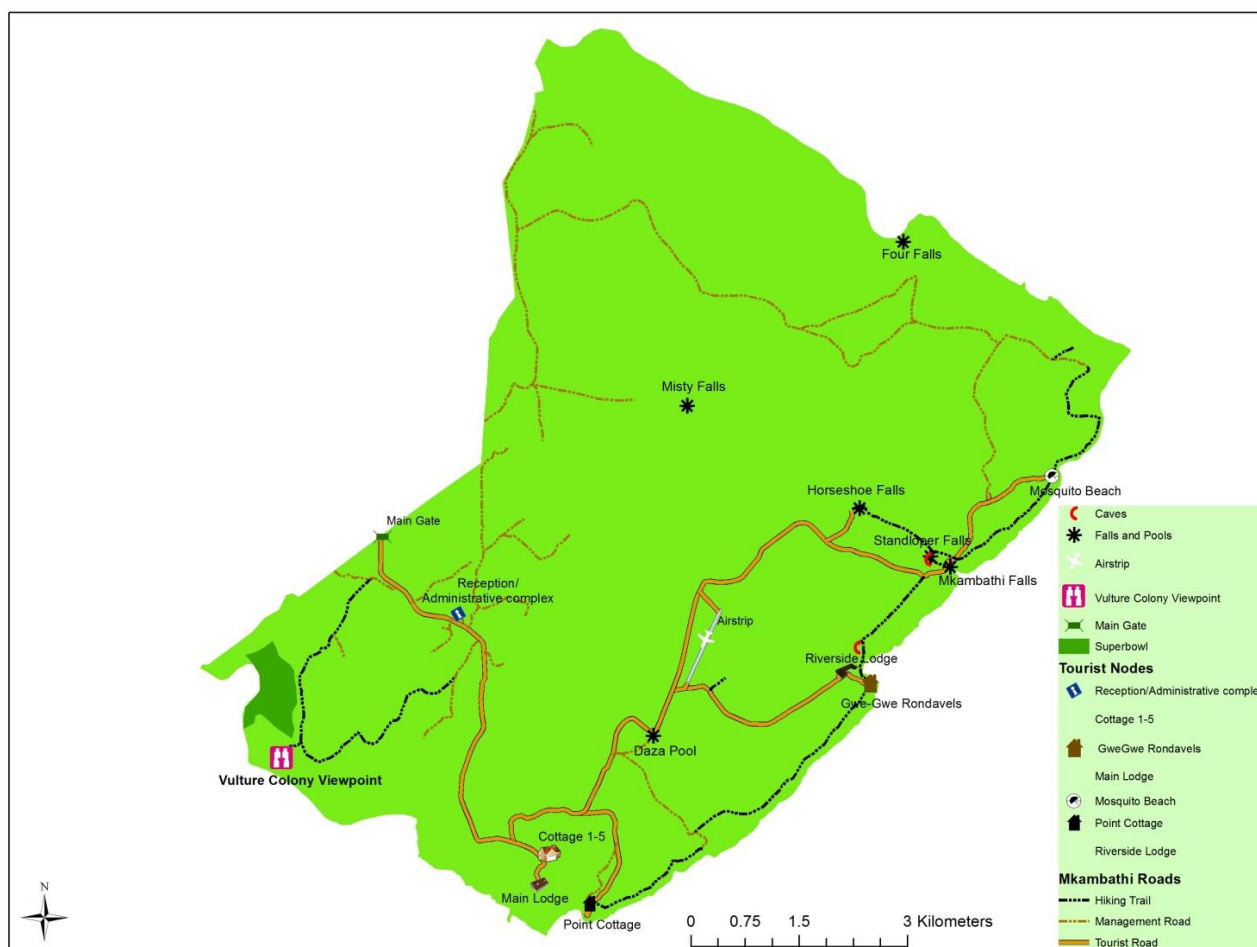 Four Falls
Misty Falls
Horseshoe Falls
Mosquito Beach
Main Gate
Standloper Falls
Mkambathi Falls
Reception/
Administrative complex
Airstrip
Riverside Lodge
Gwe-Gwe Rondavels
Daza Pool
Vulture Colony Viewpoint
Cottage 1-5
Main Lodge
Point Cottage
N
0 0.75 1.5 3 Kilometers
Caves
Falls and Pools
Airstrip
Vulture Colony Viewpoint
Main Gate
Superbowl
Tourist Nodes
Reception/Administrative comple
Cottage 1-5
GweGwe Rondavels
Main Lodge
Mosquito Beach
Point Cottage
Riverside Lodge
Mkambathi Roads
Hiking Trail
Management Road
Tourist Road